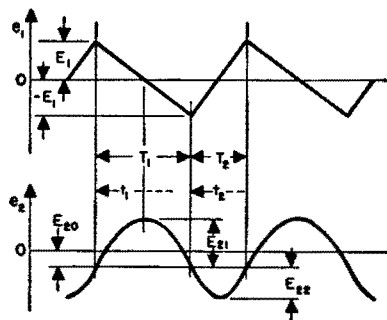 e₁
E₁
0
-E₁
T₁
T₂
t₁
t₂
e₂
E₂₀
0
E₂₁
E₂₂